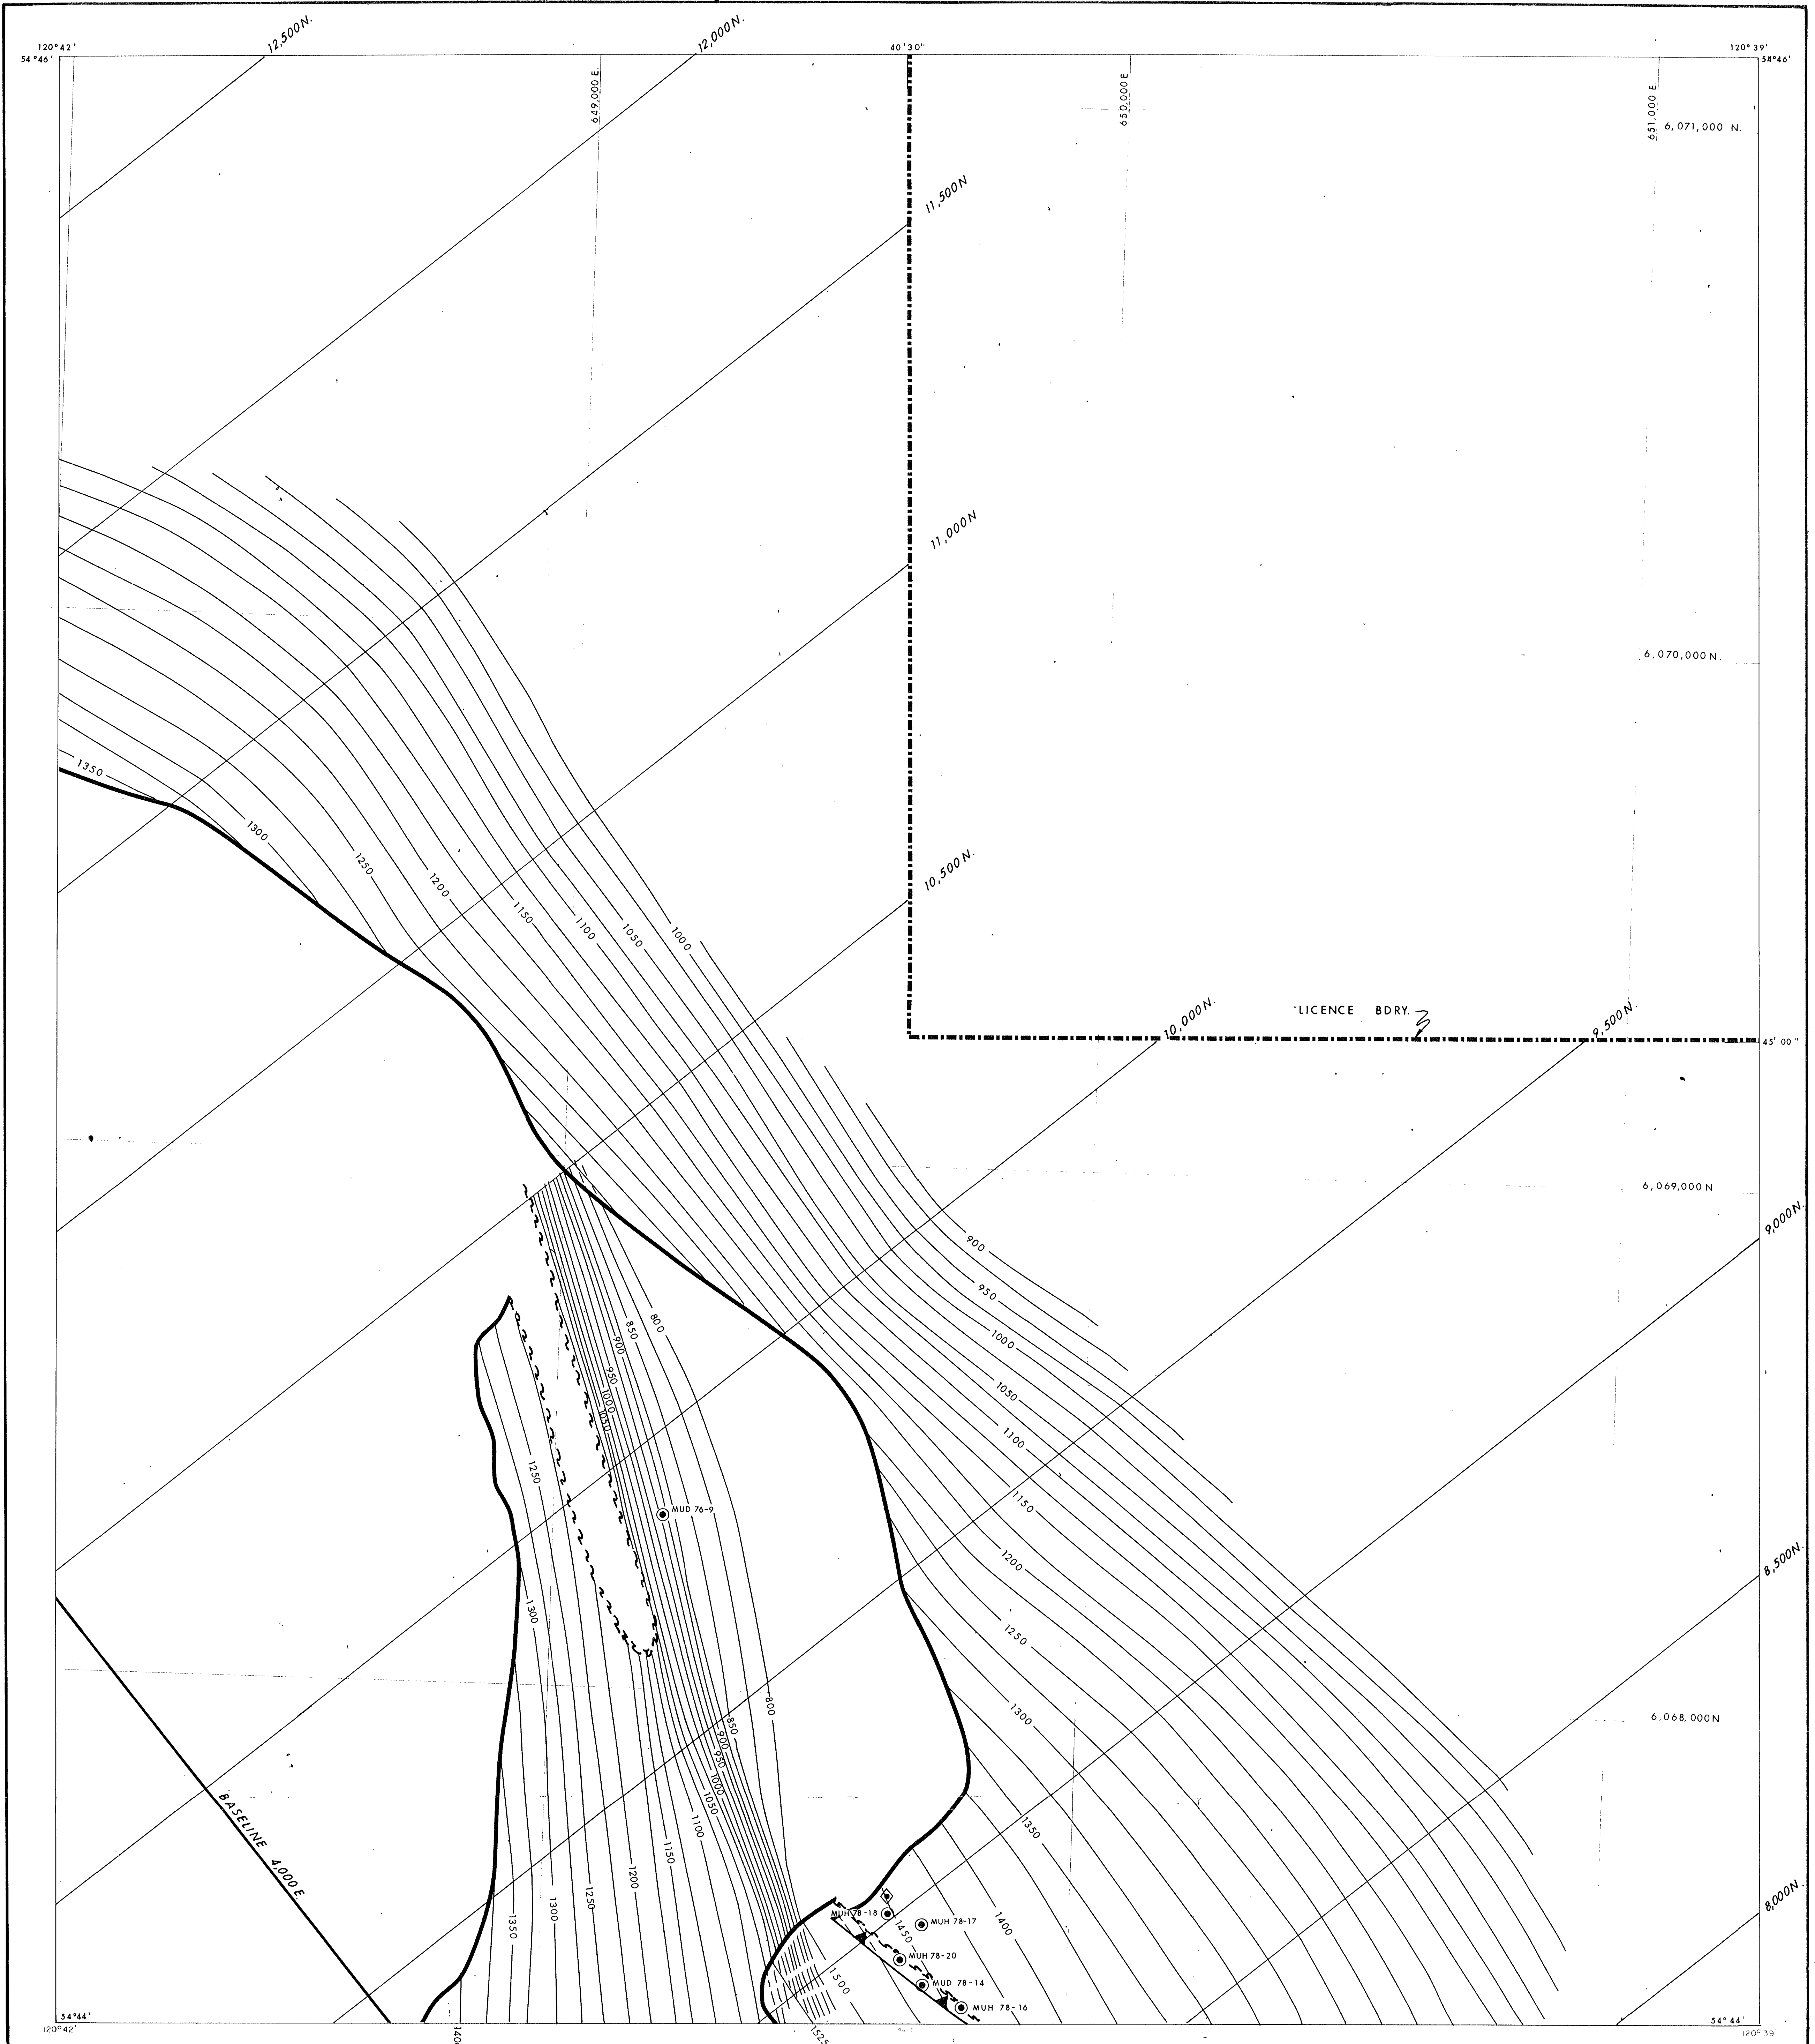 12,500N.
12,000N.
120°42'
40'30"
120°39'
54°46'
54°46'
649,000 E.
650,000 E.
651,000 E.
6,071,000 N.
11,500N
11,000N
6,070,000N.
1350
1300
1250
1200
1150
1100
1050
1000
10,500N.
10,000N.
LICENCE BDRY.
9,500N.
45' 00"
6,069,000N
9,000N.
900
950
1000
1050
1100
1150
1200
1250
1300
1350
1400
1450
1500
800
850
900
950
1000
1050
1250
MUD 76-9
1300
8,500N.
6,068,000N.
800
850
900
950
1000
1050
1100
1150
1200
1250
1300
1350
BASELINE 4,000E.
8,000N.
MUH 78-18
MUH 78-17
MUH 78-20
MUD 78-14
MUH 78-16
54°44'
54°44'
120°42'
1525
120°39'